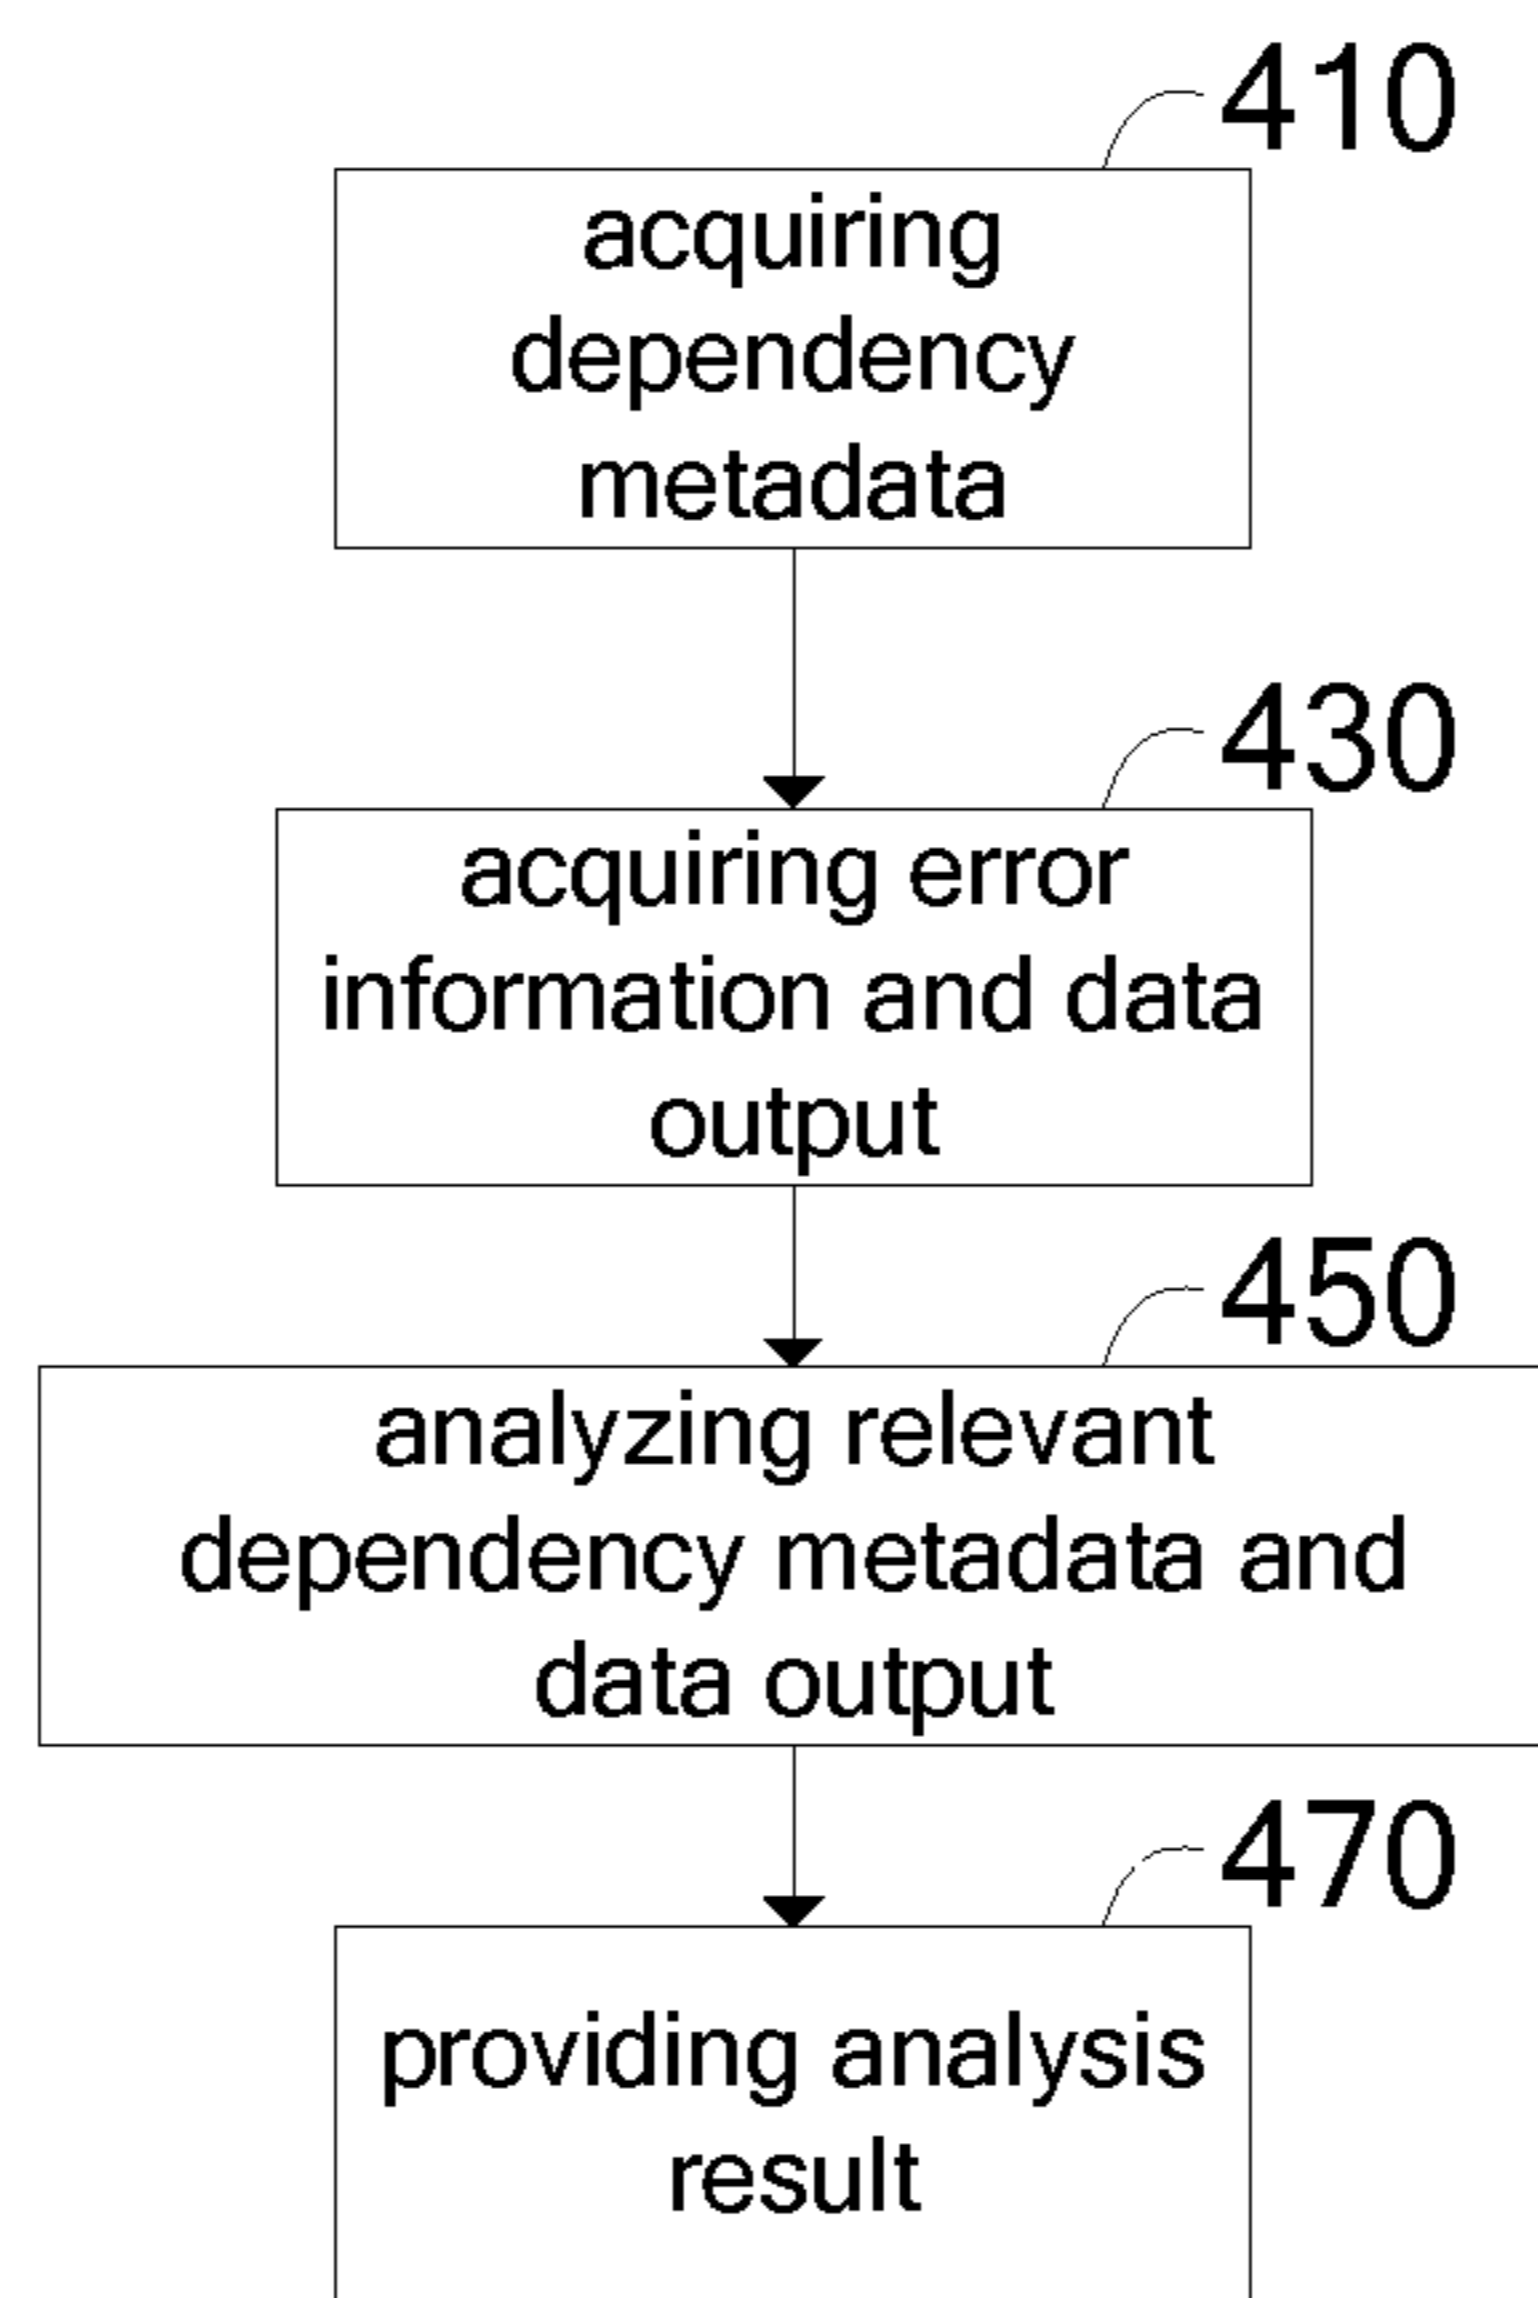 410
acquiring
dependency
metadata
430
acquiring error
information and data
output
450
analyzing relevant
dependency metadata and
data output
470
providing analysis
result